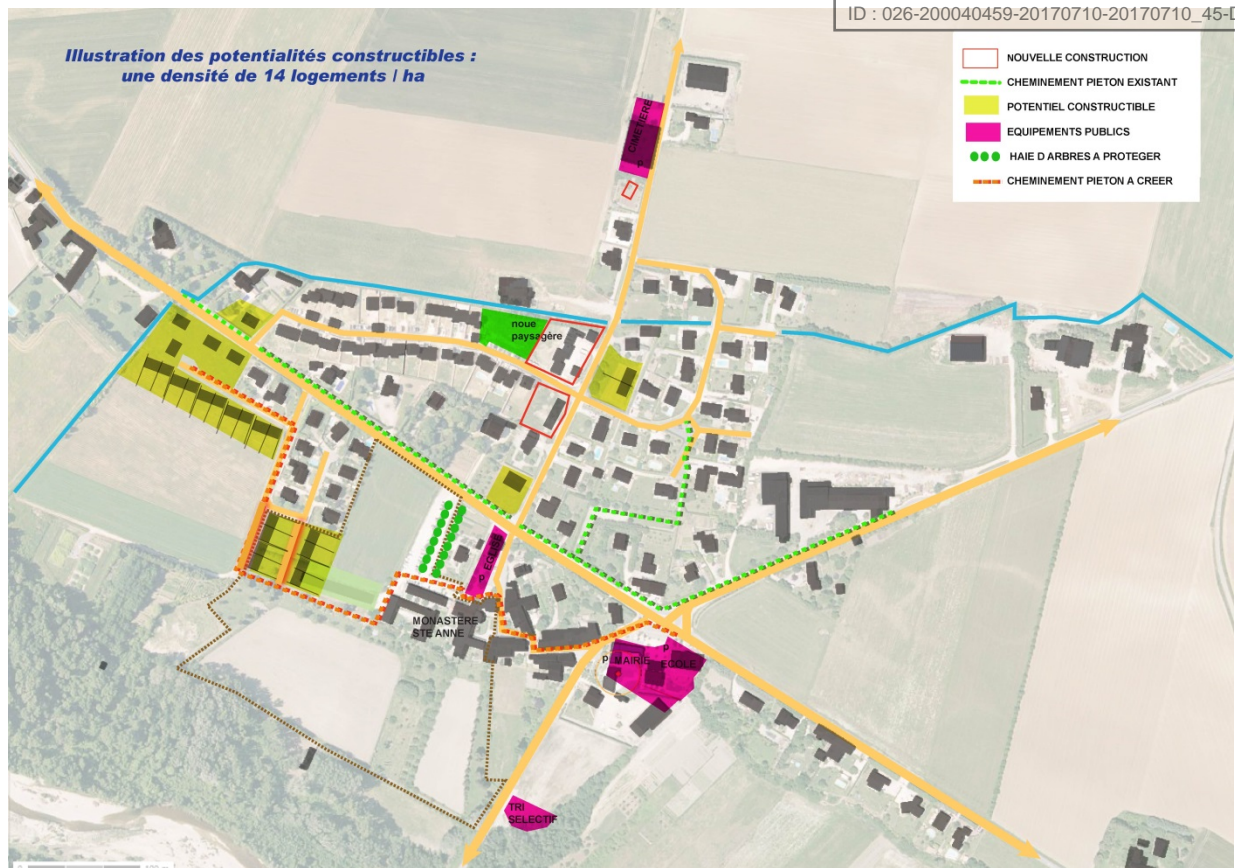 ID : 026-200040459-20170710-20170710_45-D
Illustration des potentialités constructibles :
une densité de 14 logements / ha
NOUVELLE CONSTRUCTION
CHEMINEMENT PIETON EXISTANT
POTENTIEL CONSTRUCTIBLE
EQUIPEMENTS PUBLICS
HAIE D ARBRES A PROTEGER
CHEMINEMENT PIETON A CREER
CIMETIERE
P
noue
paysagère
EGLISE
P
MONASTERE
STE ANNE
P MAIRIE
P
ECOLE
TRI
SELECTIF